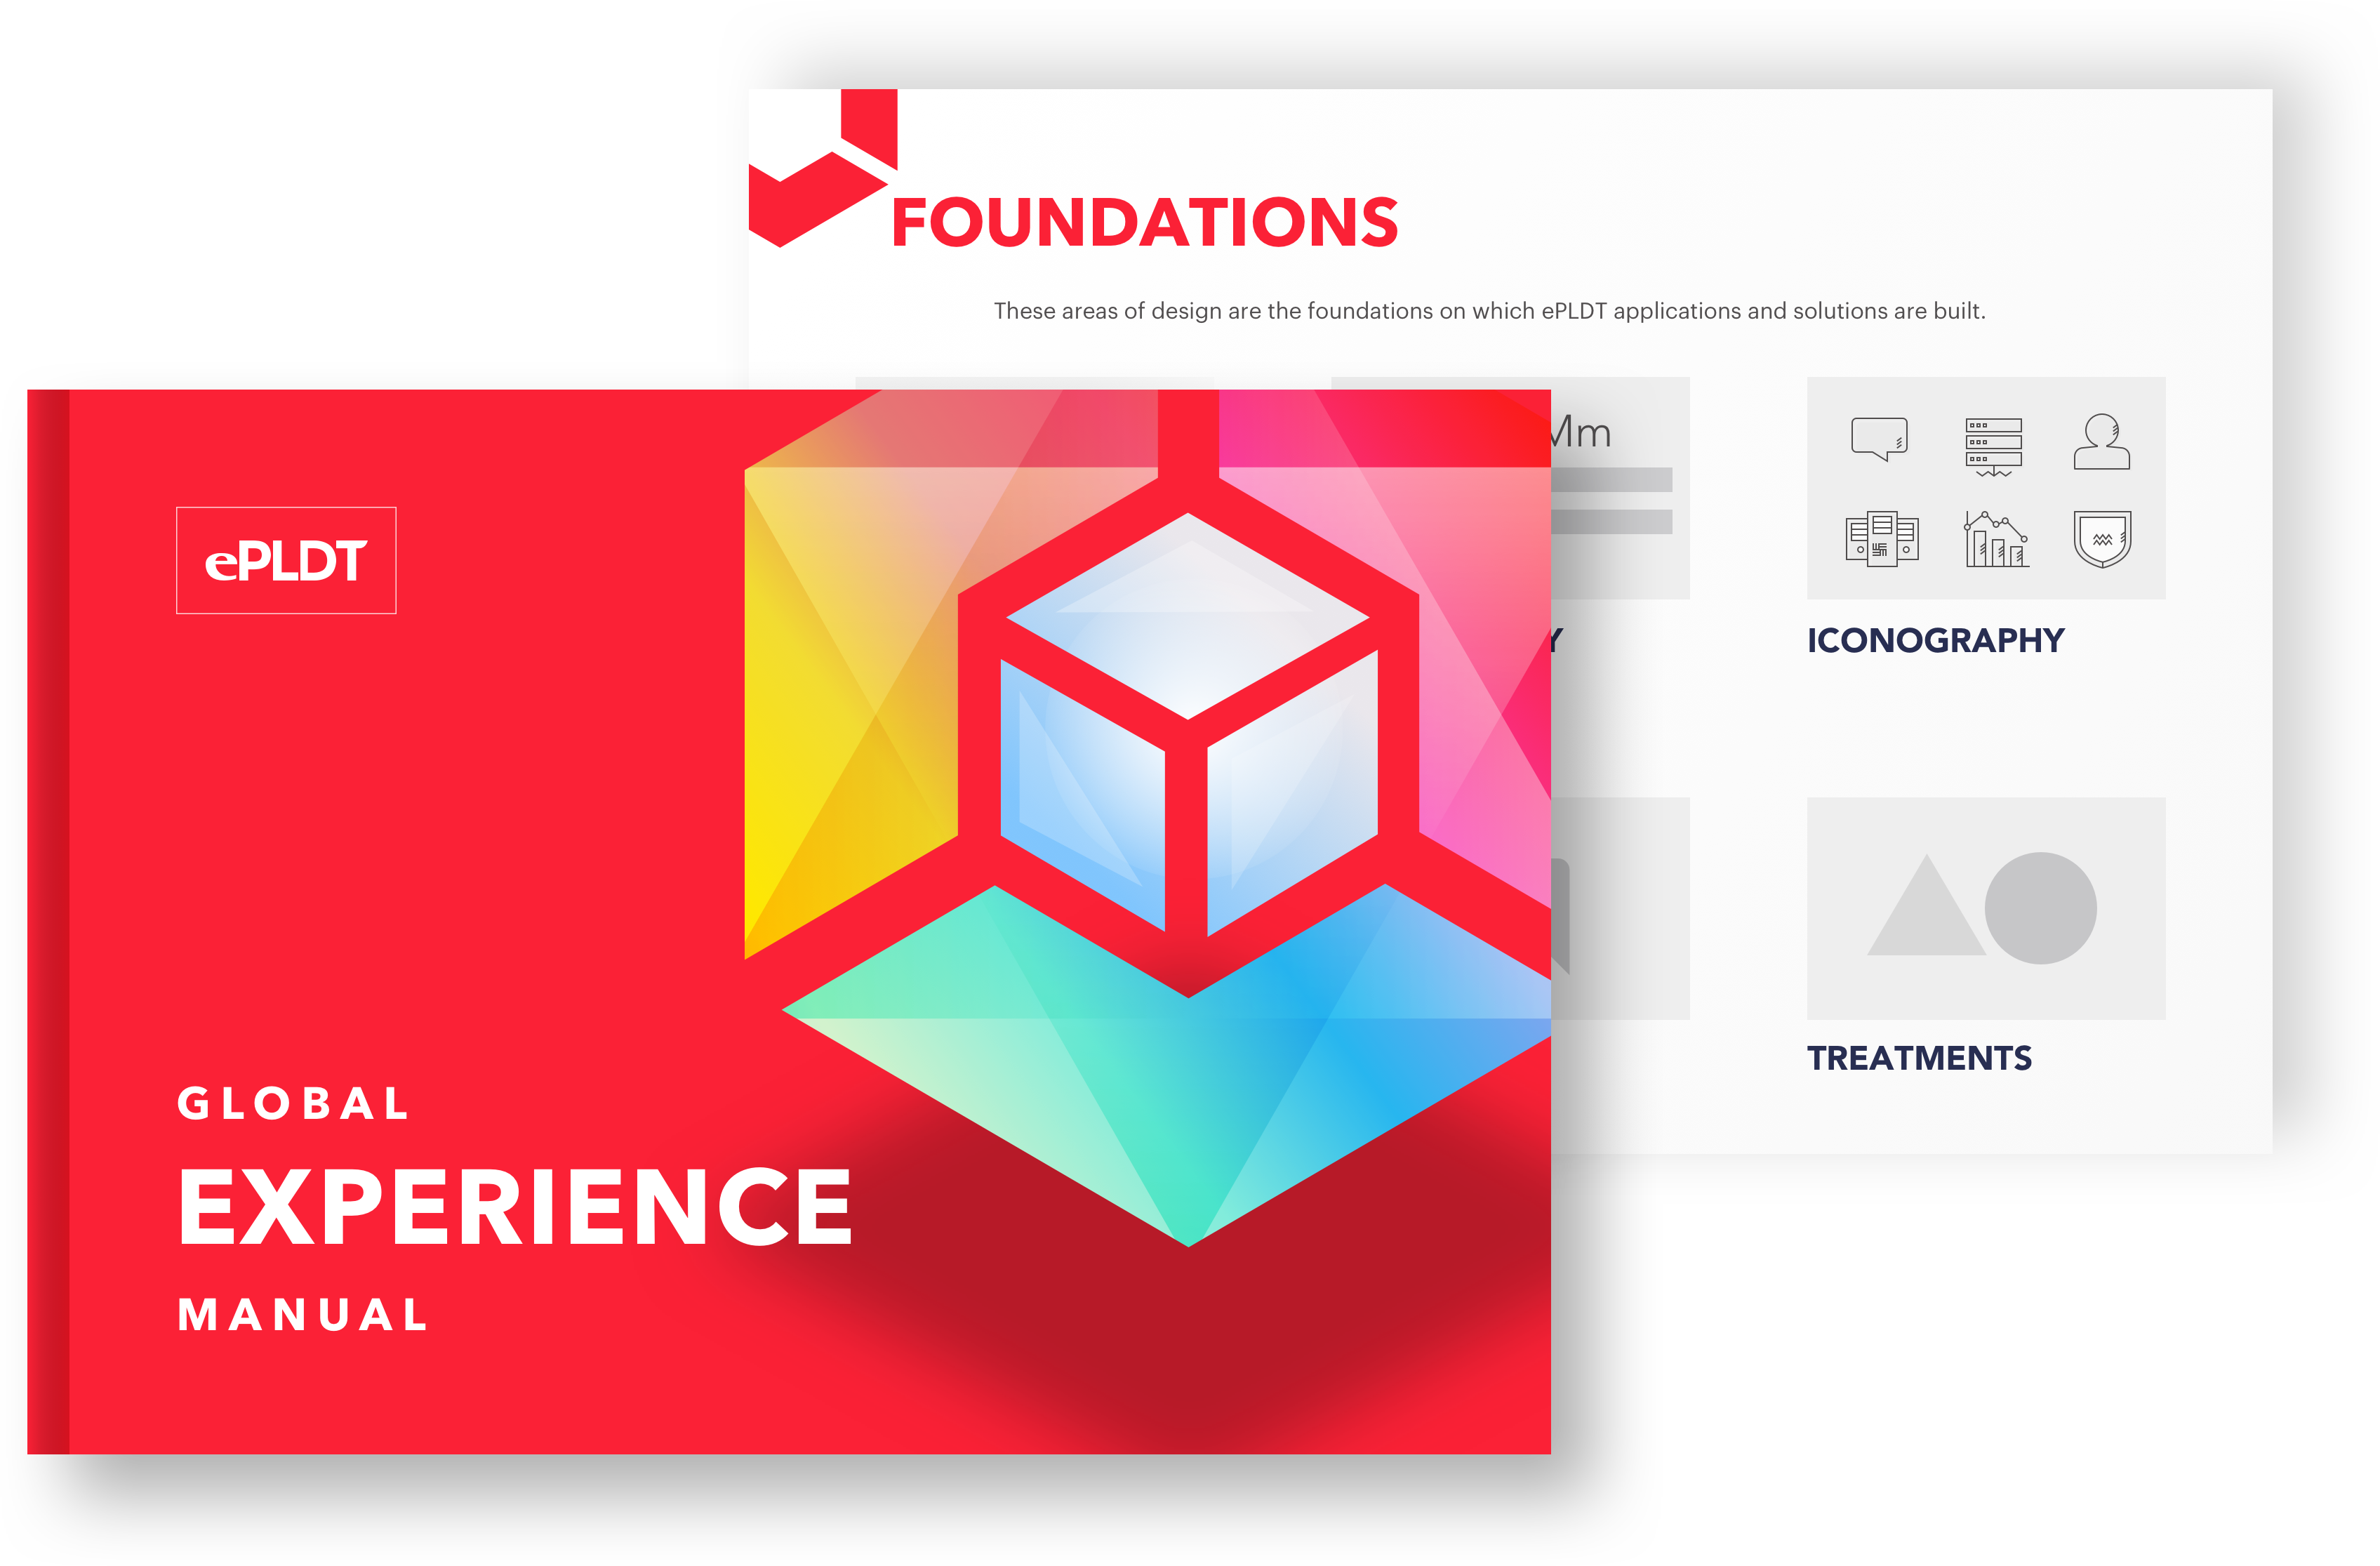 FOUNDATIONS
These areas of design are the foundations on which ePLDT applications and solutions are built.
Mm
Y
ICONOGRAPHY
TREATMENTS
ePLDT
GLOBAL
EXPERIENCE
MANUAL